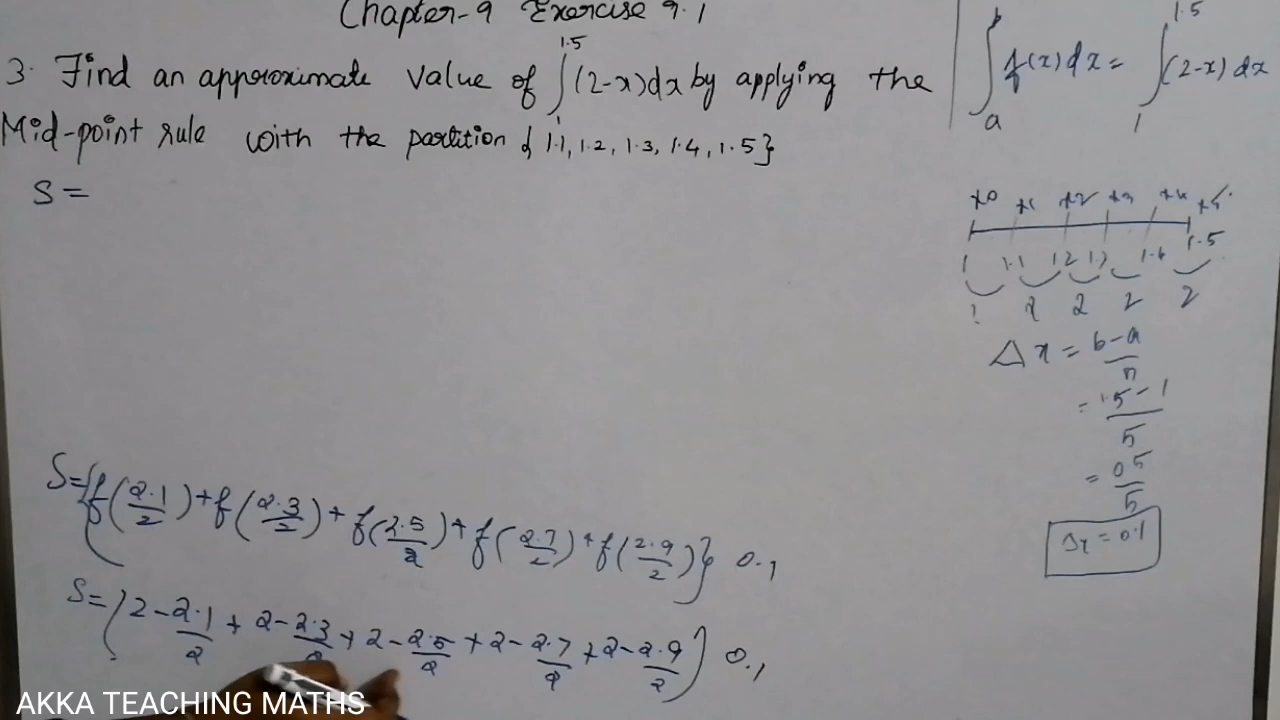 Chapter-9 Exercise 9.1
3. Find an approximate value of ∫₁^1.5 (2-x)dx by applying the
Mid-point rule with the partition {1.1, 1.2, 1.3, 1.4, 1.5}
S =
S={f(2.1/2)+f(2.3/2)+f(2.5/2)+f(2.7/2)+f(2.9/2)} 0.1
S=(2-2.1/2+2-2.3/2+2-2.5/2+2-2.7/2+2-2.9/2) 0.1
∫ₐᵇ f(x)dx = ∫₁^1.5 (2-x)dx
x0 x1 x2 x3 x4 x5
1 1.1 1.2 1.3 1.4 1.5
2 2 2 2
Δx = b-a/n
= 1.5-1/5
= 0.5/5
Δx = 0.1
AKKA TEACHING MATHS